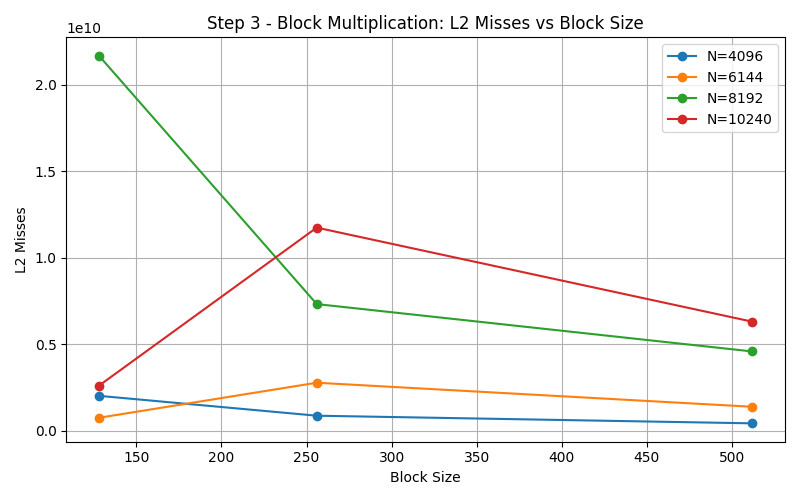 Step 3 - Block Multiplication: L2 Misses vs Block Size
1e10
N=4096
N=6144
N=8192
N=10240
2.0
1.5
1.0
0.5
0.0
L2 Misses
150 200 250 300 350 400 450 500
Block Size